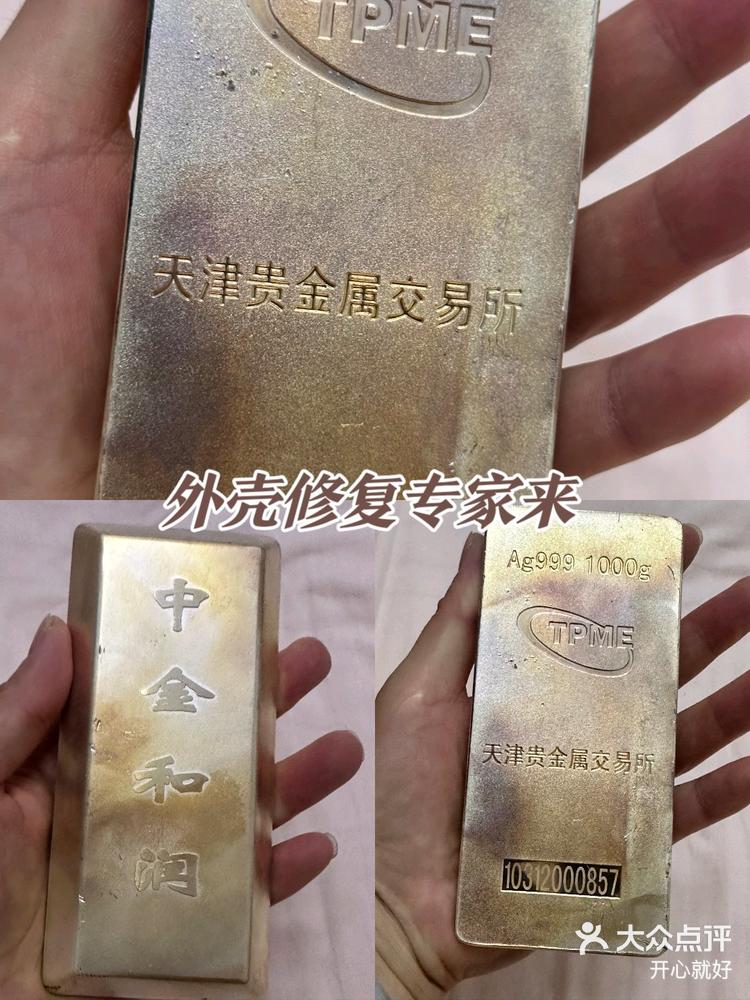 TPME
天津贵金属交易所
外壳修复专家来
中
金
和
润
Ag999 1000g
TPME
天津贵金属交易所
10312000857
大众点评
开心就好